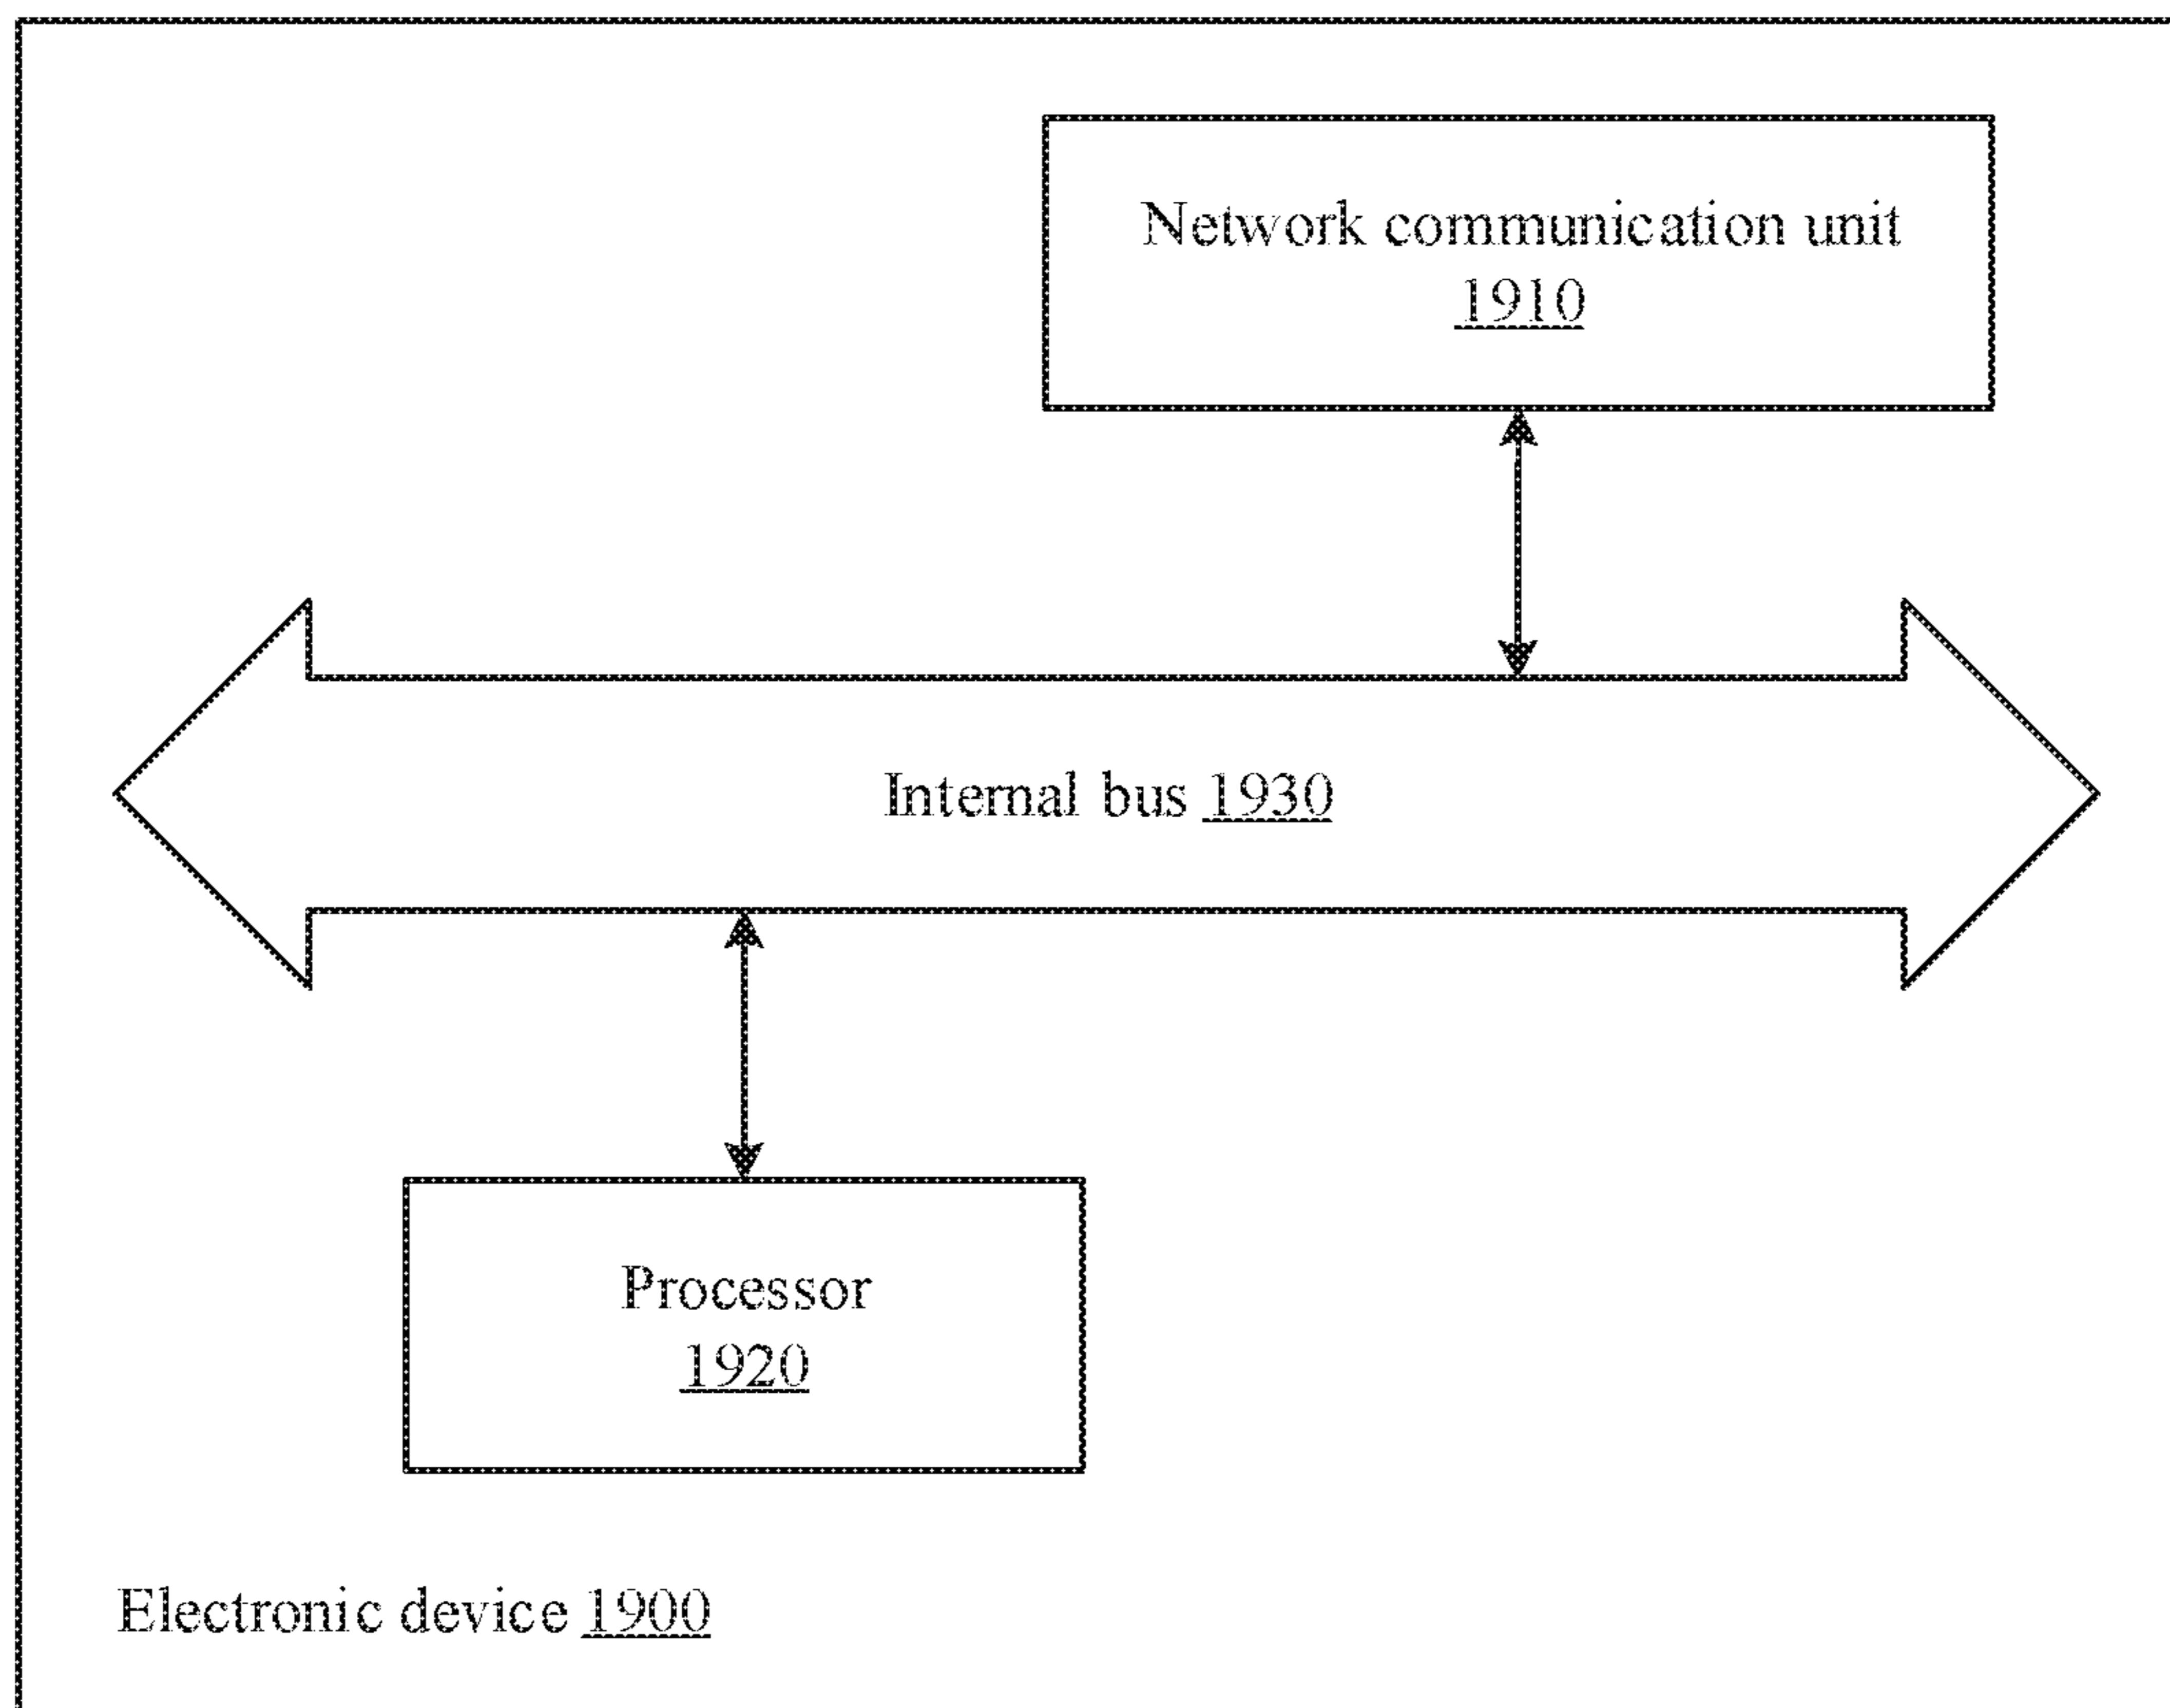 Network communication unit
1910
Internal bus 1930
Processor
1920
Electronic device 1900